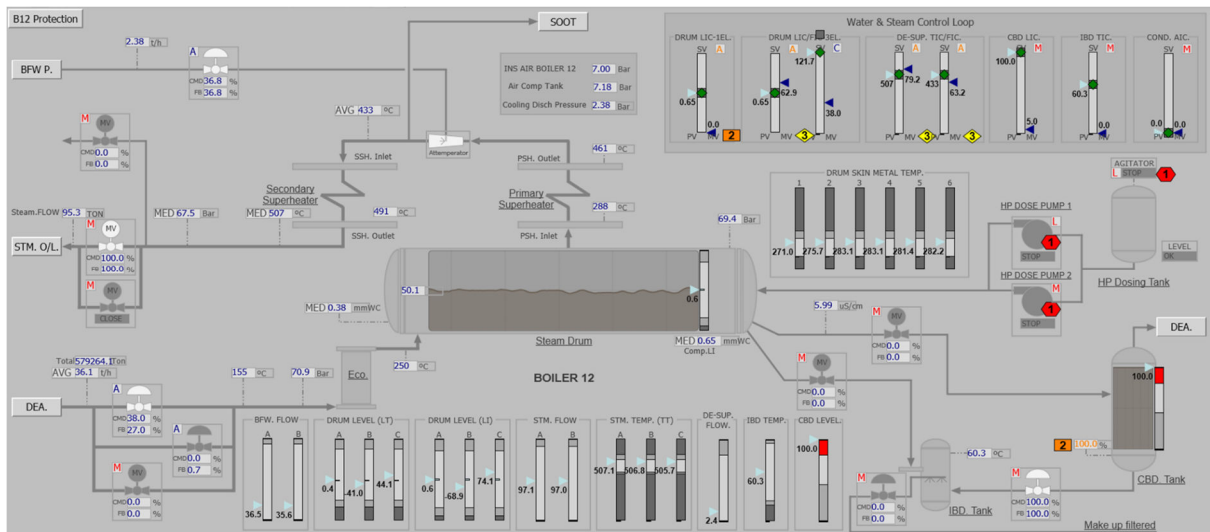 B12 Protection
SOOT
Water & Steam Control Loop
DRUM LIC-1EL. A
SV
0.65
0.0
PV MV
2
DRUM LIC/FIC-3EL.
A C
SV SV
121.7
0.65
62.9
38.0
MV
3
DE-SUP. TIC/FIC.
A A
SV SV
507
79.2
433
63.2
PV MV
3 3
CBD LIC.
SV M
100.0
5.0
PV MV
IBD TIC.
SV M
60.3
0.0
PV MV
COND. AIC.
SV M
0.0 0.0
PV MV
2.38 t/h
BFW P.
A
CMD 36.8 %
FB 36.8 %
INS AIR BOILER 12 7.00 Bar
Air Comp Tank 7.18 Bar
Cooling Disch Pressure 2.38 Bar
AVG 433 ºC
Attemperator
M
MV
CMD 0.0 %
FB 0.0 %
SSH. Inlet
PSH. Outlet
461 ºC
Secondary
Superheater
Primary
Superheater
491 ºC
288 ºC
SSH. Outlet
PSH. Inlet
Steam.FLOW 95.3 TON
MED 67.5 Bar
MED 507 ºC
STM. O/L.
M
MV
CMD 100.0 %
FB 100.0 %
M
MV
CLOSE
DRUM SKIN METAL TEMP.
1 2 3 4 5 6
271.0 275.7 283.1 283.1 281.4 282.2
AGITATOR
L STOP 1
HP DOSE PUMP 1
L
1
STOP
HP DOSE PUMP 2
M
1
STOP
LEVEL
OK
HP Dosing Tank
69.4 Bar
50.1
0.6
MED 0.38 mmWC
Steam Drum
MED 0.65 mmWC
Comp.LI
5.99 uS/cm
M
MV
CMD 0.0 %
FB 0.0 %
DEA.
Total 579264.1 Ton
AVG 36.1 t/h
155 ºC
70.9 Bar
Eco.
250 ºC
BOILER 12
M
MV
CMD 0.0 %
FB 0.0 %
100.0
2 100.0 %
CBD. Tank
DEA.
A
CMD 38.0 %
FB 27.0 %
A
CMD 0.0 %
FB 0.7 %
M
MV
CMD 0.0 %
FB 0.0 %
BFW. FLOW
A B
36.5 35.6
DRUM LEVEL (LT)
A B C
0.4 -41.0 44.1
DRUM LEVEL (LI)
A B C
0.6 -68.9 74.1
STM. FLOW
A B
97.1 97.0
STM. TEMP. (TT)
A B C
507.1 506.8 505.7
DE-SUP.
FLOW.
2.4
IBD TEMP.
60.3
CBD LEVEL.
100.0
60.3 ºC
M
CMD 0.0 %
FB 0.0 %
IBD. Tank
M
CMD 100.0 %
FB 100.0 %
Make up filtered